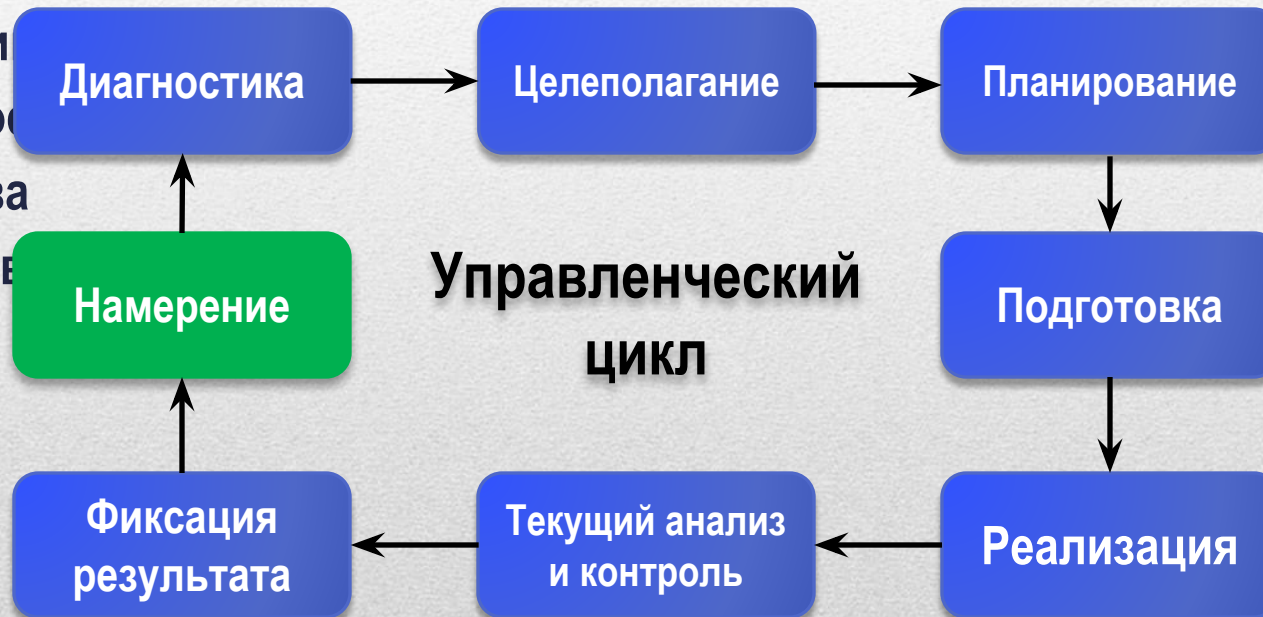 Диагностика
Целеполагание
Планирование
Намерение
Управленческий
цикл
Подготовка
Фиксация
результата
Текущий анализ
и контроль
Реализация